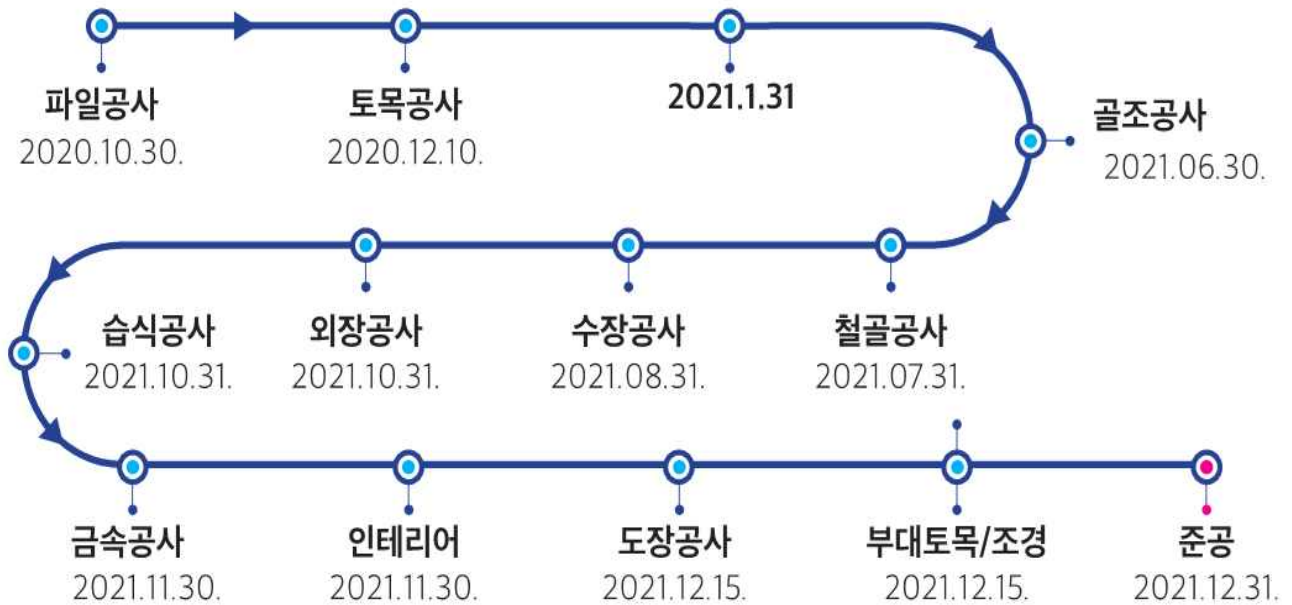 파일공사
2020.10.30.
토목공사
2020.12.10.
2021.1.31
골조공사
2021.06.30.
철골공사
2021.07.31.
수장공사
2021.08.31.
외장공사
2021.10.31.
습식공사
2021.10.31.
금속공사
2021.11.30.
인테리어
2021.11.30.
도장공사
2021.12.15.
부대토목/조경
2021.12.15.
준공
2021.12.31.